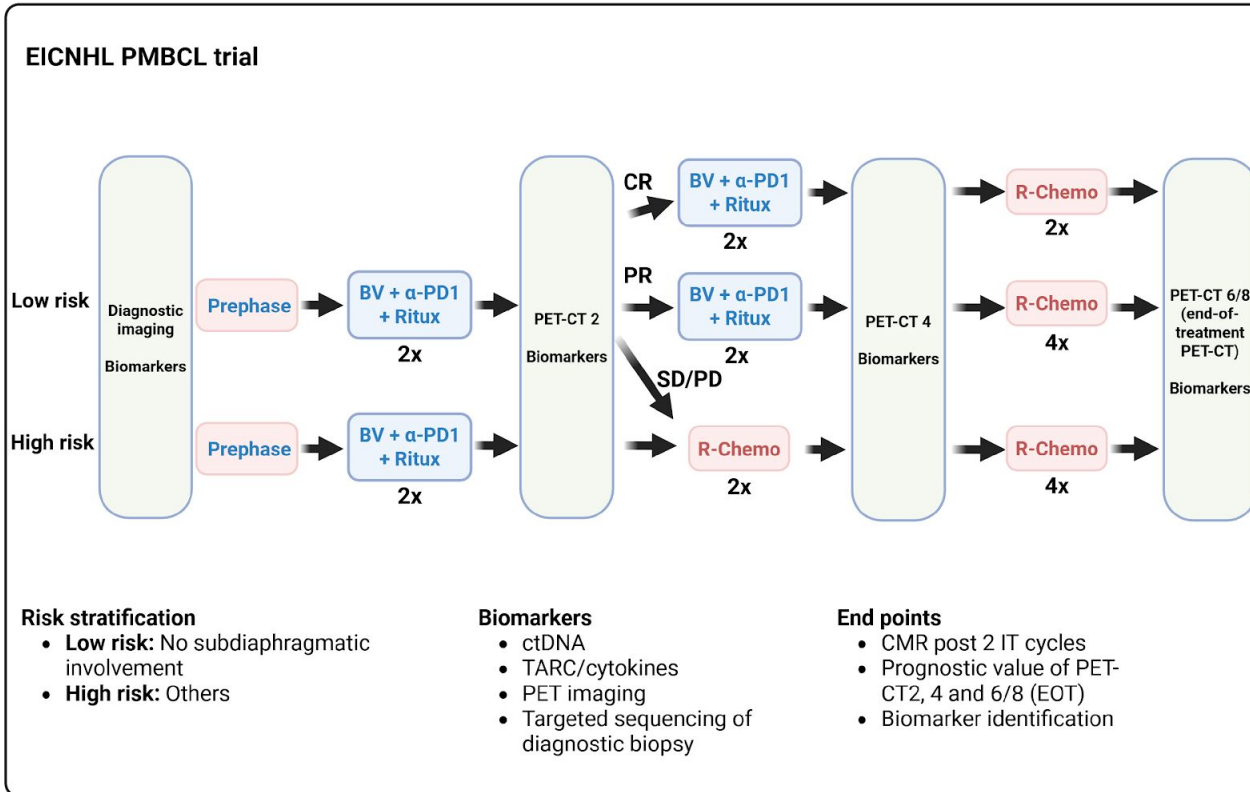 EICNHL PMBCL trial
Low risk
High risk
Diagnostic
imaging
Biomarkers
Prephase
BV + α-PD1
+ Ritux
2x
Prephase
BV + α-PD1
+ Ritux
2x
PET-CT 2
Biomarkers
CR
BV + α-PD1
+ Ritux
2x
PR
BV + α-PD1
+ Ritux
2x
SD/PD
R-Chemo
2x
PET-CT 4
Biomarkers
R-Chemo
2x
R-Chemo
4x
R-Chemo
4x
PET-CT 6/8
(end-of-
treatment
PET-CT)
Biomarkers
Risk stratification
• Low risk: No subdiaphragmatic
involvement
• High risk: Others
Biomarkers
• ctDNA
• TARC/cytokines
• PET imaging
• Targeted sequencing of
diagnostic biopsy
End points
• CMR post 2 IT cycles
• Prognostic value of PET-
CT2, 4 and 6/8 (EOT)
• Biomarker identification